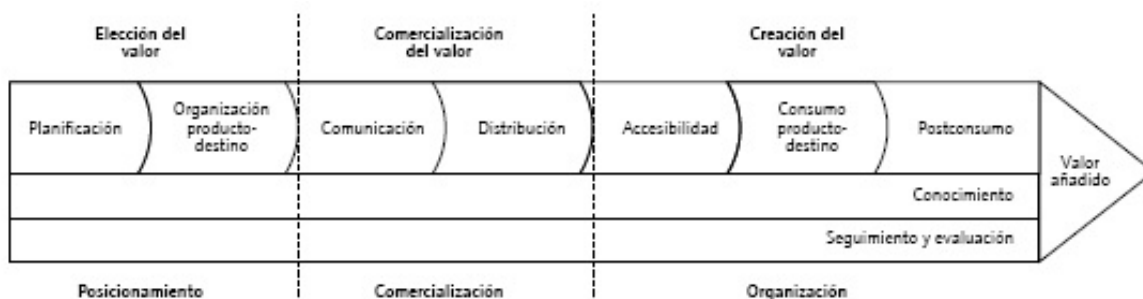 Elección del
valor
Comercialización
del valor
Creación del
valor
Planificación
Organización
producto-
destino
Comunicación
Distribución
Accesibilidad
Consumo
producto-
destino
Postconsumo
Valor
añadido
Conocimiento
Seguimiento y evaluación
Posicionamiento
Comercialización
Organización